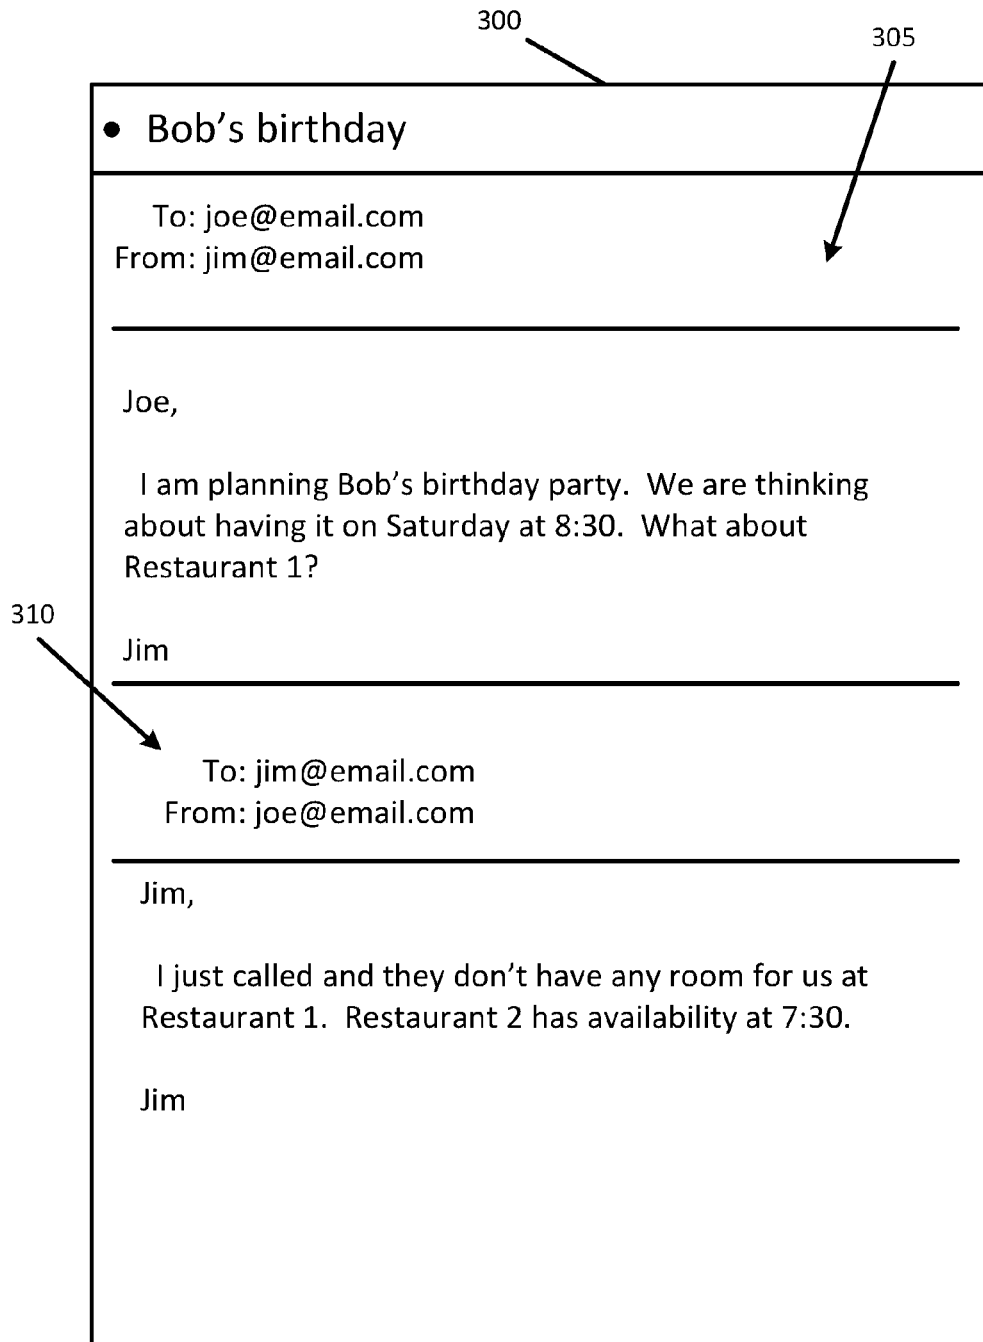 300
305
• Bob’s birthday
To: joe@email.com
From: jim@email.com
Joe,
I am planning Bob’s birthday party. We are thinking
about having it on Saturday at 8:30. What about
Restaurant 1?
310
Jim
To: jim@email.com
From: joe@email.com
Jim,
I just called and they don’t have any room for us at
Restaurant 1. Restaurant 2 has availability at 7:30.
Jim